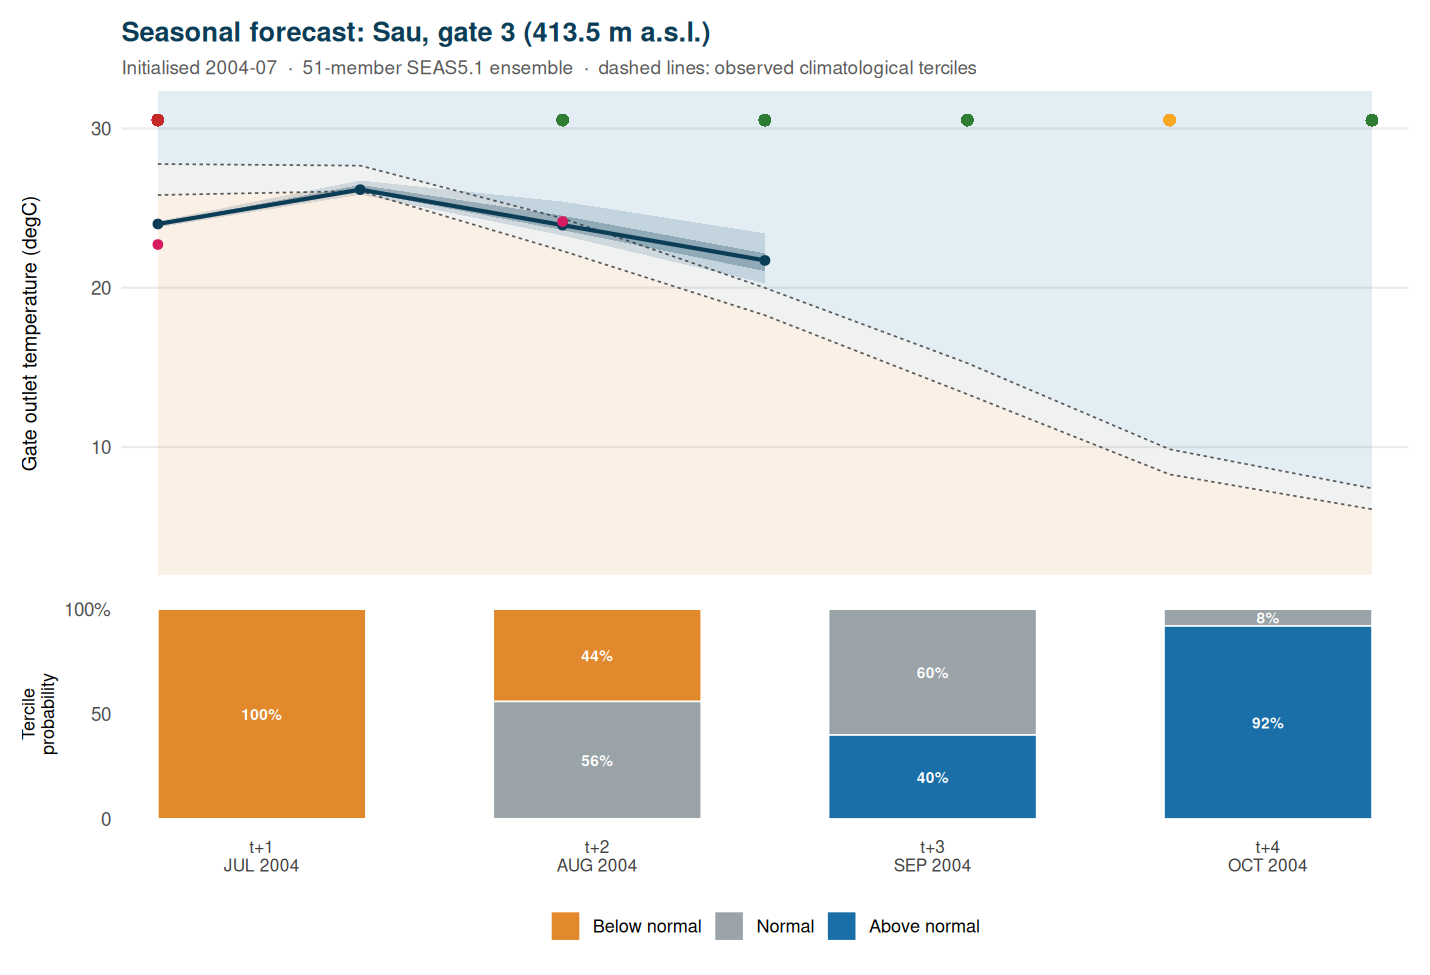 Seasonal forecast: Sau, gate 3 (413.5 m a.s.l.)
Initialised 2004-07 · 51-member SEAS5.1 ensemble · dashed lines: observed climatological terciles
Gate outlet temperature (degC)
30
20
10
Tercile
probability
100%
50
0
100%
44%
56%
60%
40%
8%
92%
t+1
JUL 2004
t+2
AUG 2004
t+3
SEP 2004
t+4
OCT 2004
Below normal
Normal
Above normal